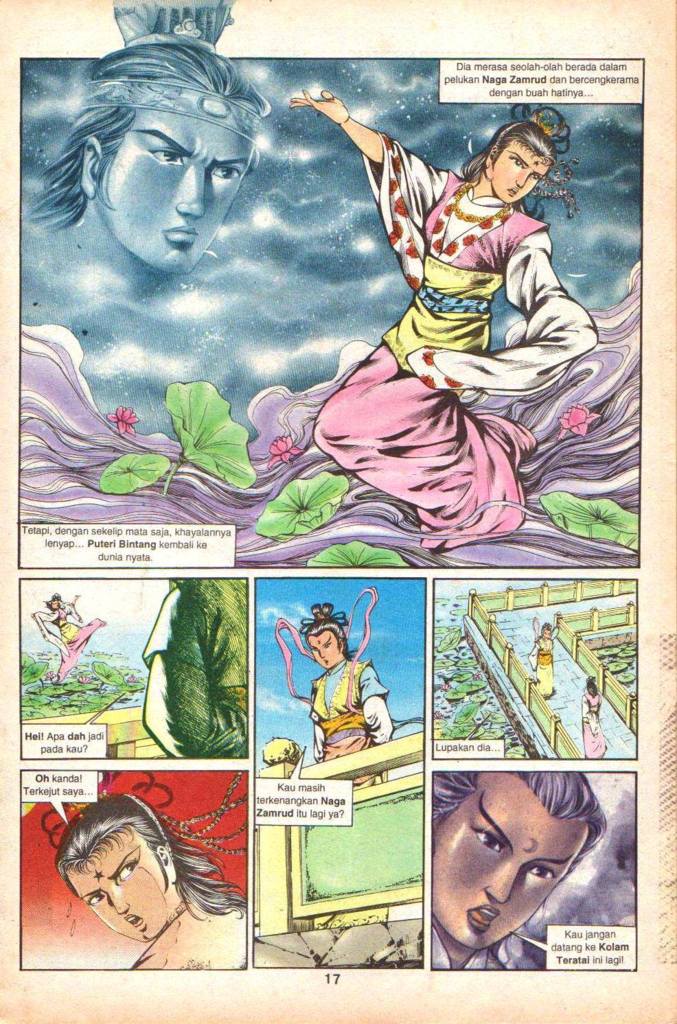 Dia merasa seolah-olah berada dalam
pelukan Naga Zamrud dan bercengkerama
dengan buah hatinya...
Tetapi, dengan sekelip mata saja, khayalannya
lenyap... Puteri Bintang kembali ke
dunia nyata.
Hei! Apa dah jadi
pada kau?
Oh kanda!
Terkejut saya...
Kau masih
terkenangkan Naga
Zamrud itu lagi ya?
Lupakan dia...
Kau jangan
datang ke Kolam
Teratai ini lagi!
17